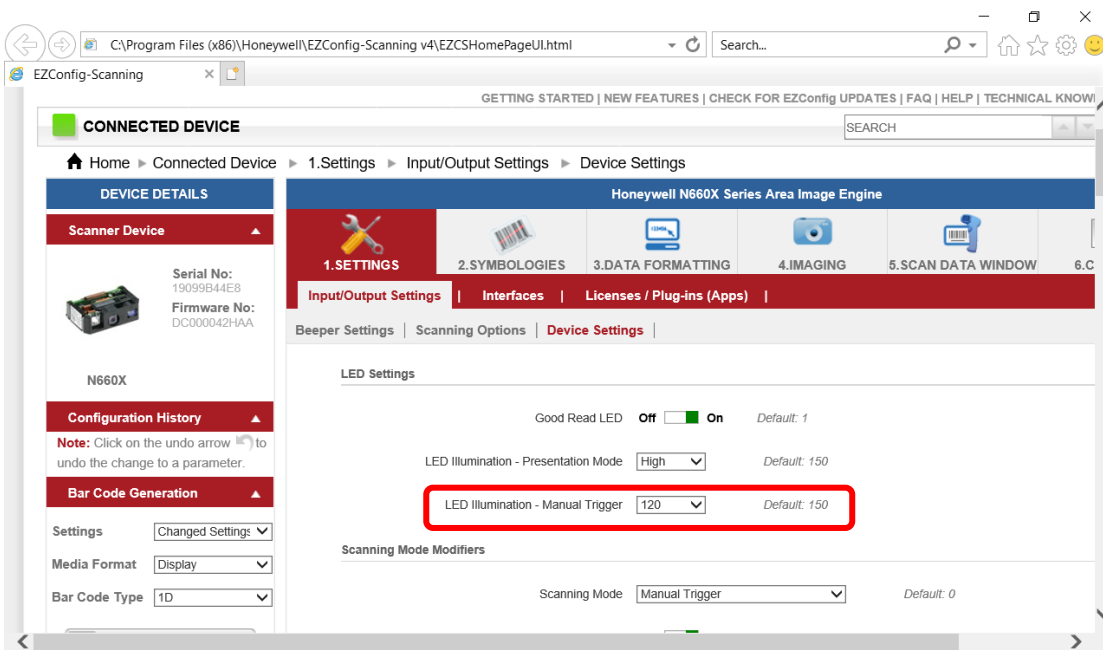 C:\Program Files (x86)\Honeywell\EZConfig-Scanning v4\EZCSHomePageUI.html
Search...
EZConfig-Scanning
GETTING STARTED | NEW FEATURES | CHECK FOR EZConfig UPDATES | FAQ | HELP | TECHNICAL KNOW
CONNECTED DEVICE
SEARCH
Home Connected Device 1.Settings Input/Output Settings Device Settings
DEVICE DETAILS
Honeywell N660X Series Area Image Engine
Scanner Device
Serial No:
19099B44E8
Firmware No:
DC000042HAA
N660X
1.SETTINGS 2.SYMBOLOGIES 3.DATA FORMATTING 4.IMAGING 5.SCAN DATA WINDOW 6.C
Input/Output Settings | Interfaces | Licenses / Plug-ins (Apps) |
Beeper Settings | Scanning Options | Device Settings |
Configuration History
Note: Click on the undo arrow to
undo the change to a parameter.
Bar Code Generation
Settings Changed Settings
Media Format Display
Bar Code Type 1D
LED Settings
Good Read LED Off On Default: 1
LED Illumination - Presentation Mode High Default: 150
LED Illumination - Manual Trigger 120 Default: 150
Scanning Mode Modifiers
Scanning Mode Manual Trigger Default: 0